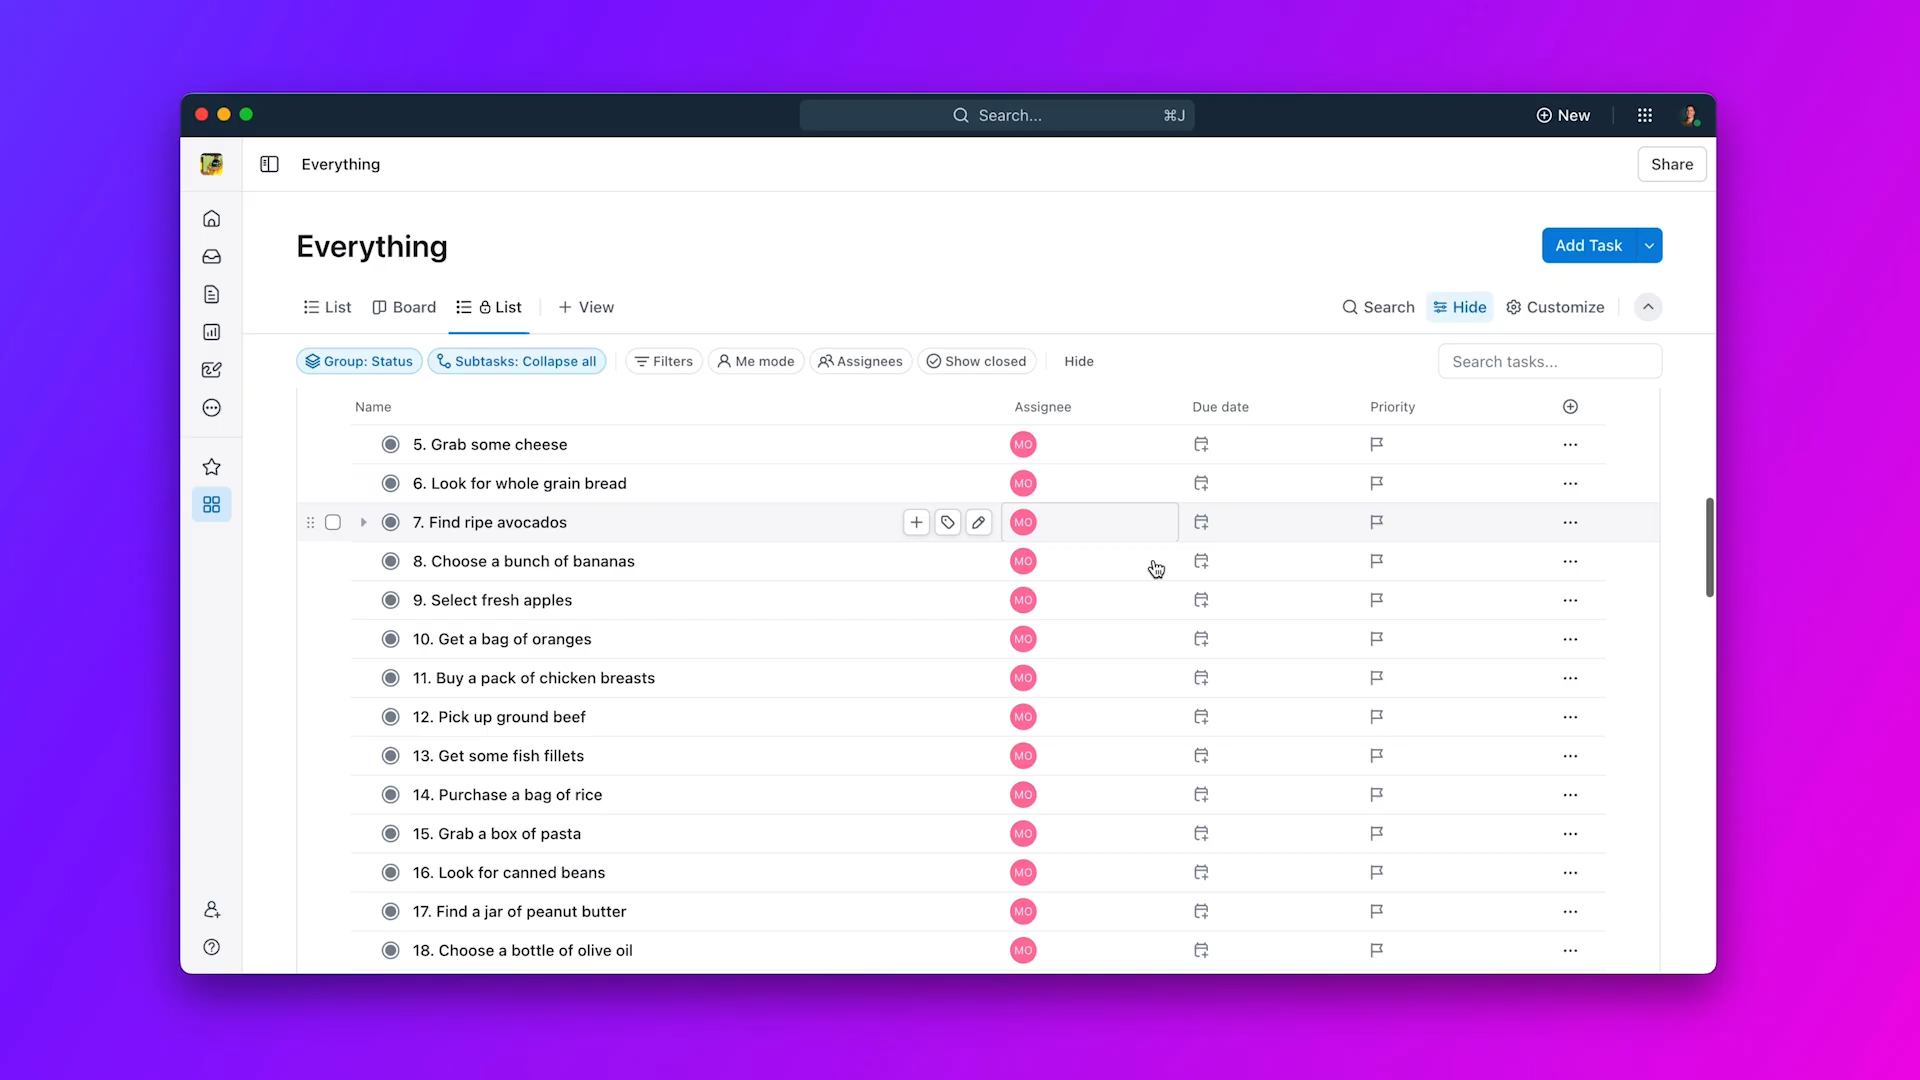 Search... ⌘J
New
Everything
Share
Everything
Add Task
List Board List + View
Search Hide Customize
Group: Status Subtasks: Collapse all Filters Me mode Assignees Show closed Hide Search tasks...
Name Assignee Due date Priority
5. Grab some cheese MO
6. Look for whole grain bread MO
7. Find ripe avocados MO
8. Choose a bunch of bananas MO
9. Select fresh apples MO
10. Get a bag of oranges MO
11. Buy a pack of chicken breasts MO
12. Pick up ground beef MO
13. Get some fish fillets MO
14. Purchase a bag of rice MO
15. Grab a box of pasta MO
16. Look for canned beans MO
17. Find a jar of peanut butter MO
18. Choose a bottle of olive oil MO